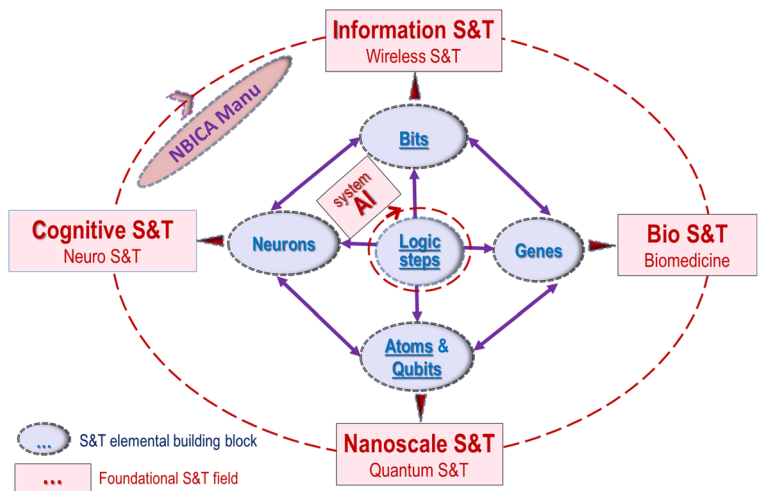 Information S&T
Wireless S&T
NBICA Manu
Bits
system
AI
Cognitive S&T
Neuro S&T
Neurons
Logic
steps
Genes
Bio S&T
Biomedicine
Atoms &
Qubits
Nanoscale S&T
Quantum S&T
... S&T elemental building block
... Foundational S&T field